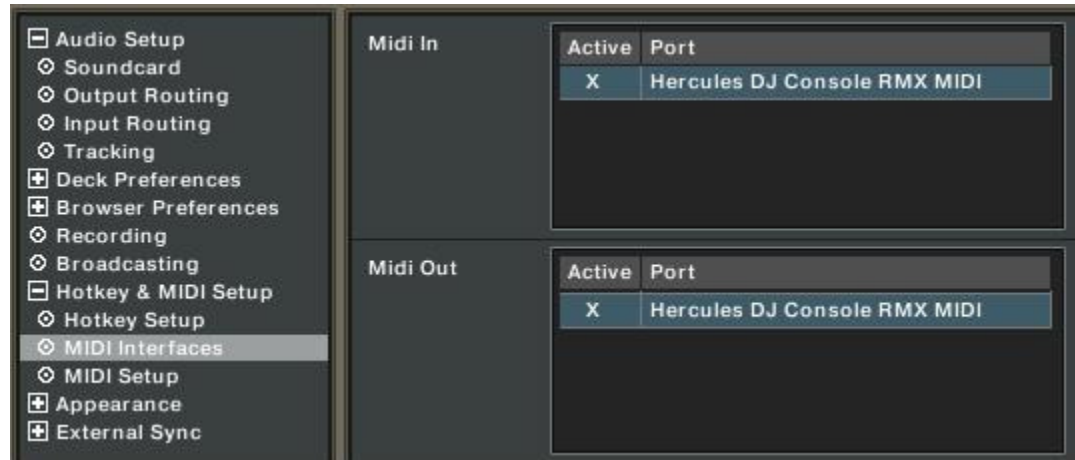 Audio Setup
Soundcard
Output Routing
Input Routing
Tracking
Deck Preferences
Browser Preferences
Recording
Broadcasting
Hotkey & MIDI Setup
Hotkey Setup
MIDI Interfaces
MIDI Setup
Appearance
External Sync
Midi In
Active Port
X Hercules DJ Console RMX MIDI
Midi Out
Active Port
X Hercules DJ Console RMX MIDI